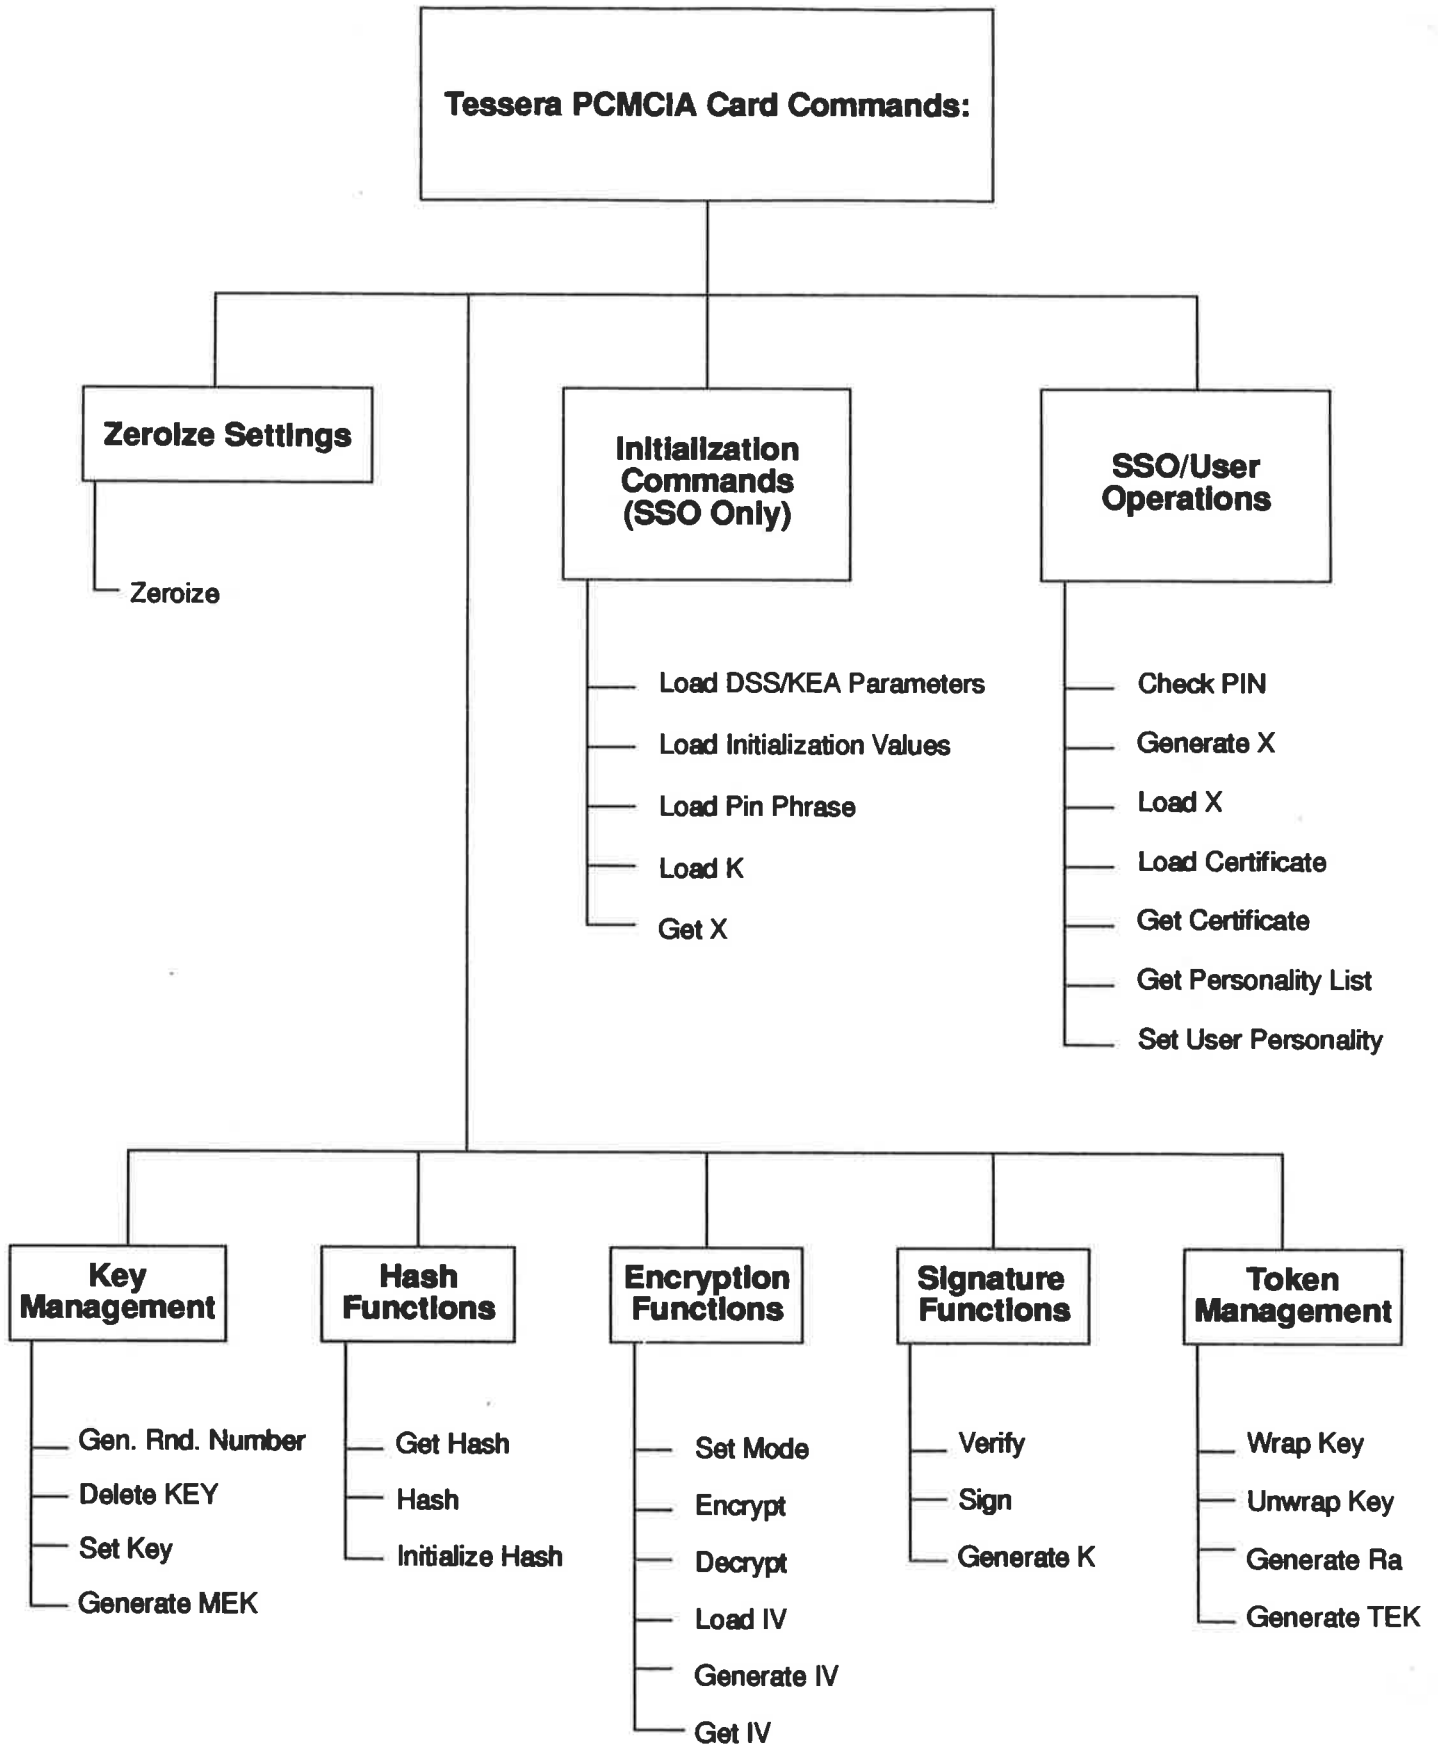 Tessera PCMCIA Card Commands:
Zeroize Settings
Zeroize
Initialization
Commands
(SSO Only)
Load DSS/KEA Parameters
Load Initialization Values
Load Pin Phrase
Load K
Get X
SSO/User
Operations
Check PIN
Generate X
Load X
Load Certificate
Get Certificate
Get Personality List
Set User Personality
Key
Management
Gen. Rnd. Number
Delete KEY
Set Key
Generate MEK
Hash
Functions
Get Hash
Hash
Initialize Hash
Encryption
Functions
Set Mode
Encrypt
Decrypt
Load IV
Generate IV
Get IV
Signature
Functions
Verify
Sign
Generate K
Token
Management
Wrap Key
Unwrap Key
Generate Ra
Generate TEK